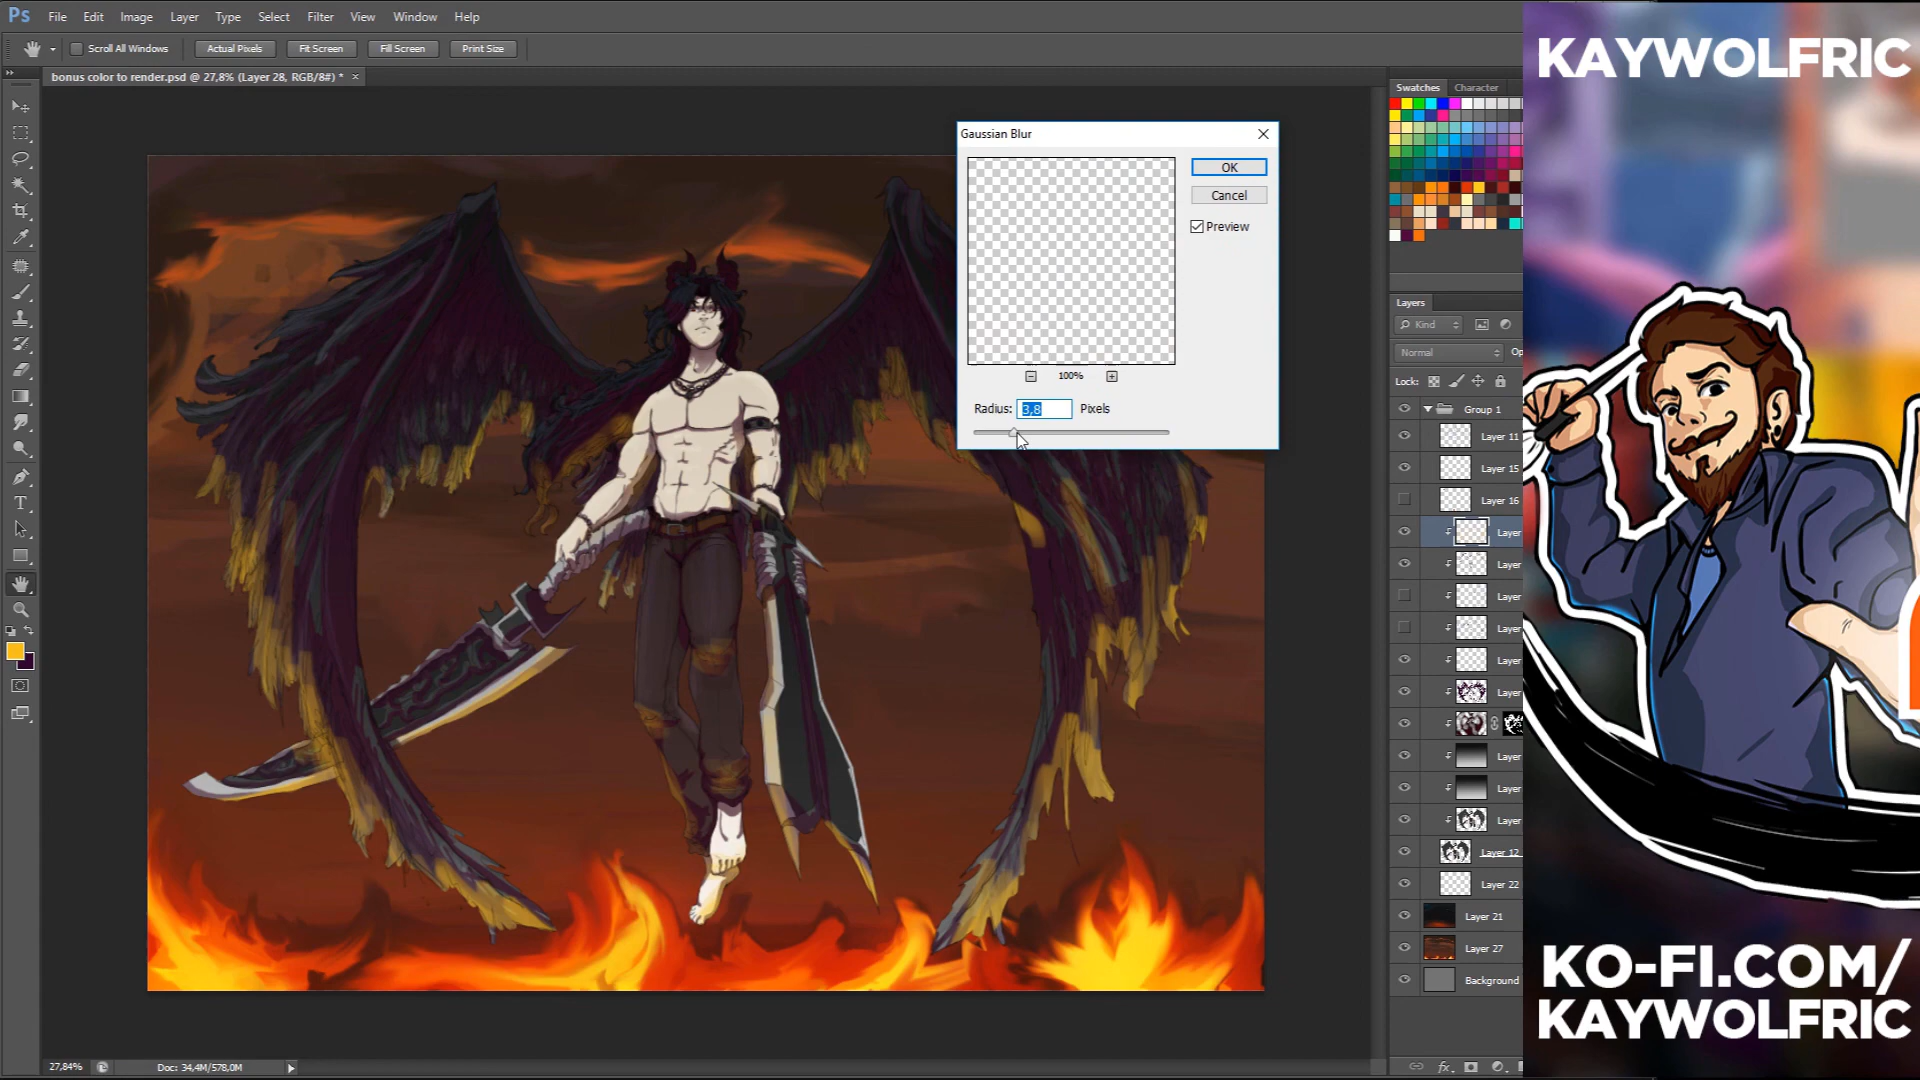 Ps File Edit Image Layer Type Select Filter View Window Help
Scroll All Windows Actual Pixels Fit Screen Fill Screen Print Size
bonus color to render.psd @ 27,8% (Layer 28, RGB/8#) *
Gaussian Blur
OK
Cancel
Preview
100%
Radius: 3,8 Pixels
Swatches Character
Layers
Kind
Normal Op
Lock:
Group 1
Layer 11
Layer 15
Layer 16
Layer
Layer
Layer
Layer
Layer
Layer
Layer
Layer
Layer
Layer 12
Layer 22
Layer 21
Layer 27
Background
fx
T
27,84% Doc: 34,4M/578,0M
KAYWOLFRIC
KO-FI.COM/
KAYWOLFRIC